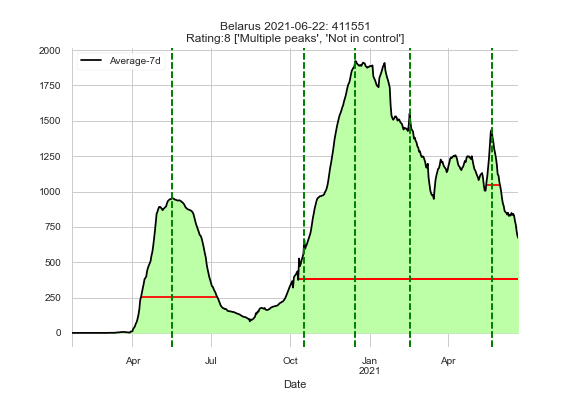 Belarus 2021-06-22: 411551
Rating:8 ['Multiple peaks', 'Not in control']
2000
Average-7d
1750
1500
1250
1000
750
500
250
0
Apr Jul Oct Jan Apr
2021
Date